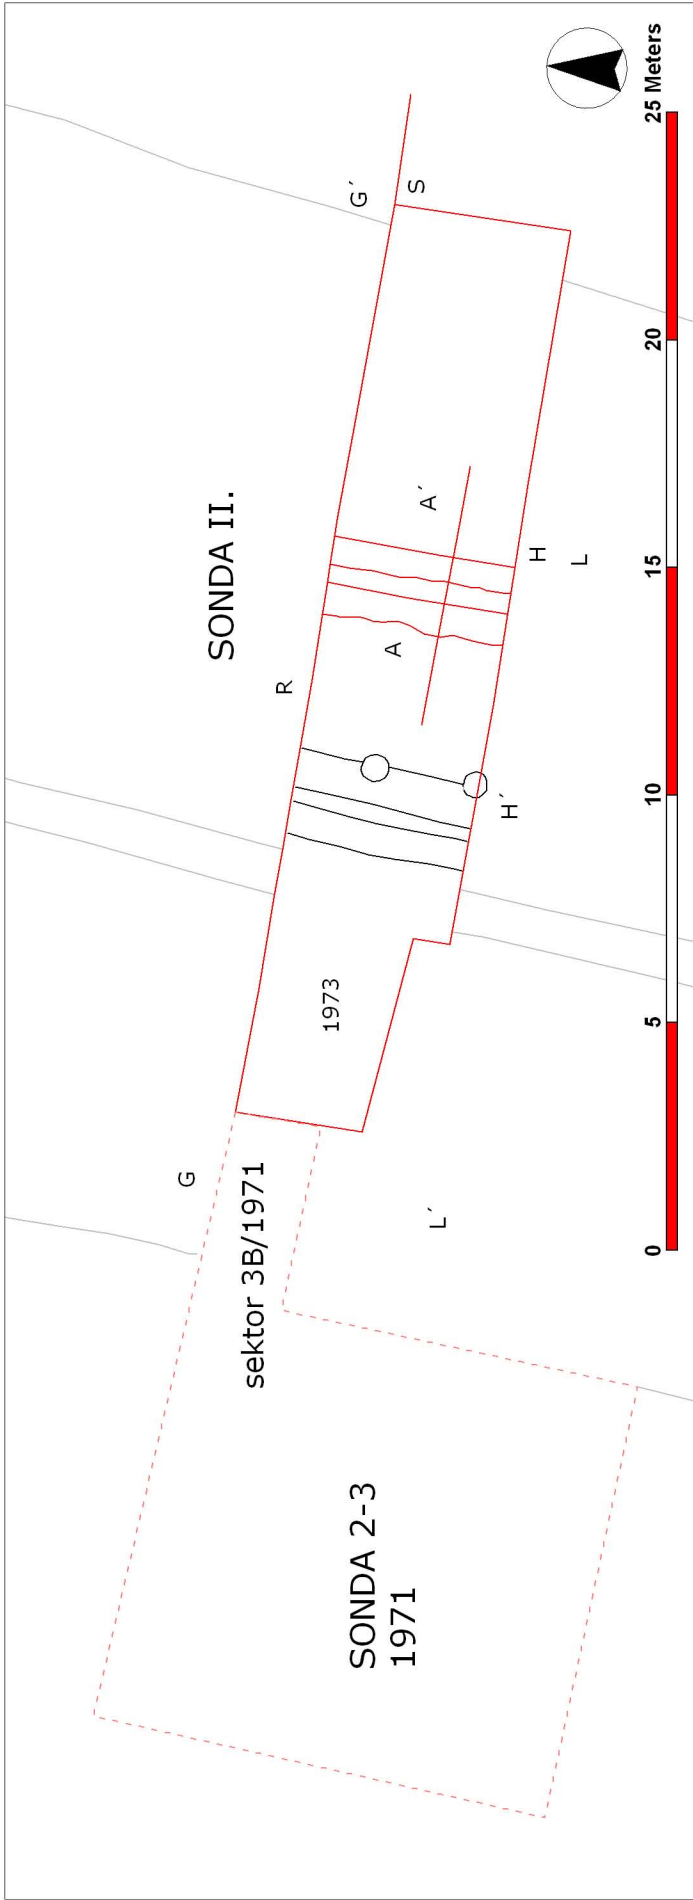 SONDA II.
G
G´
S
R
sektor 3B/1971
1973
A
A´
SONDA 2-3
1971
H´
H
L´
L
0
5
10
15
20
25 Meters